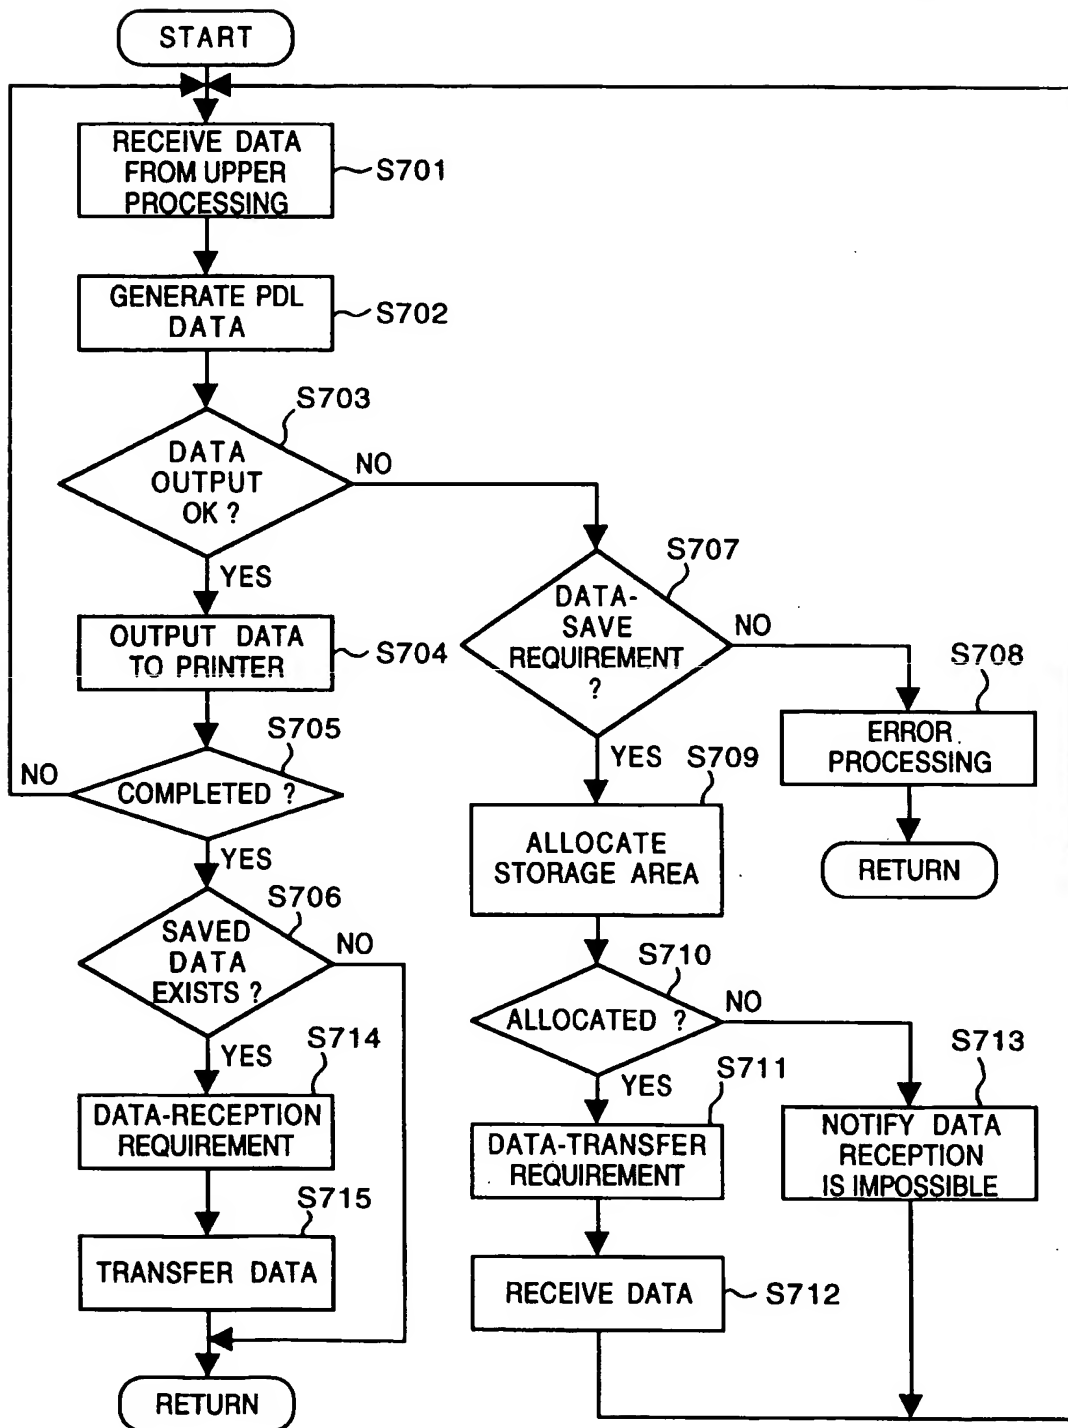 START
RECEIVE DATA
FROM UPPER
PROCESSING
S701
GENERATE PDL
DATA
S702
S703
DATA
OUTPUT
OK ?
NO
YES
OUTPUT DATA
TO PRINTER
S704
S705
COMPLETED ?
NO
YES
S706
SAVED
DATA
EXISTS ?
NO
YES
S714
DATA-RECEPTION
REQUIREMENT
S715
TRANSFER DATA
RETURN
S707
DATA-
SAVE
REQUIREMENT
?
NO
YES
S708
ERROR
PROCESSING
RETURN
S709
ALLOCATE
STORAGE AREA
S710
ALLOCATED ?
NO
YES
S711
DATA-TRANSFER
REQUIREMENT
RECEIVE DATA
S712
S713
NOTIFY DATA
RECEPTION
IS IMPOSSIBLE